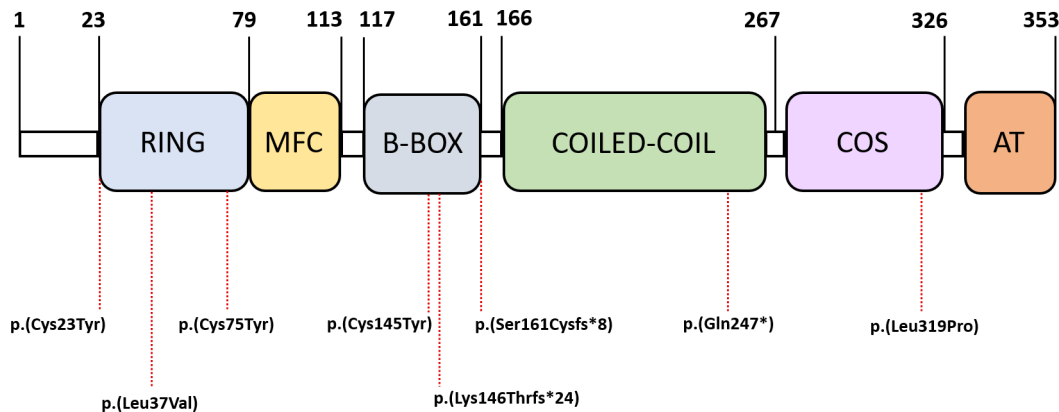 1 23 79 113 117 161 166 267 326 353
RING MFC B-BOX COILED-COIL COS AT
p.(Cys23Tyr) p.(Cys75Tyr) p.(Cys145Tyr) p.(Ser161Cysfs*8) p.(Gln247*) p.(Leu319Pro)
p.(Leu37Val) p.(Lys146Thrfs*24)